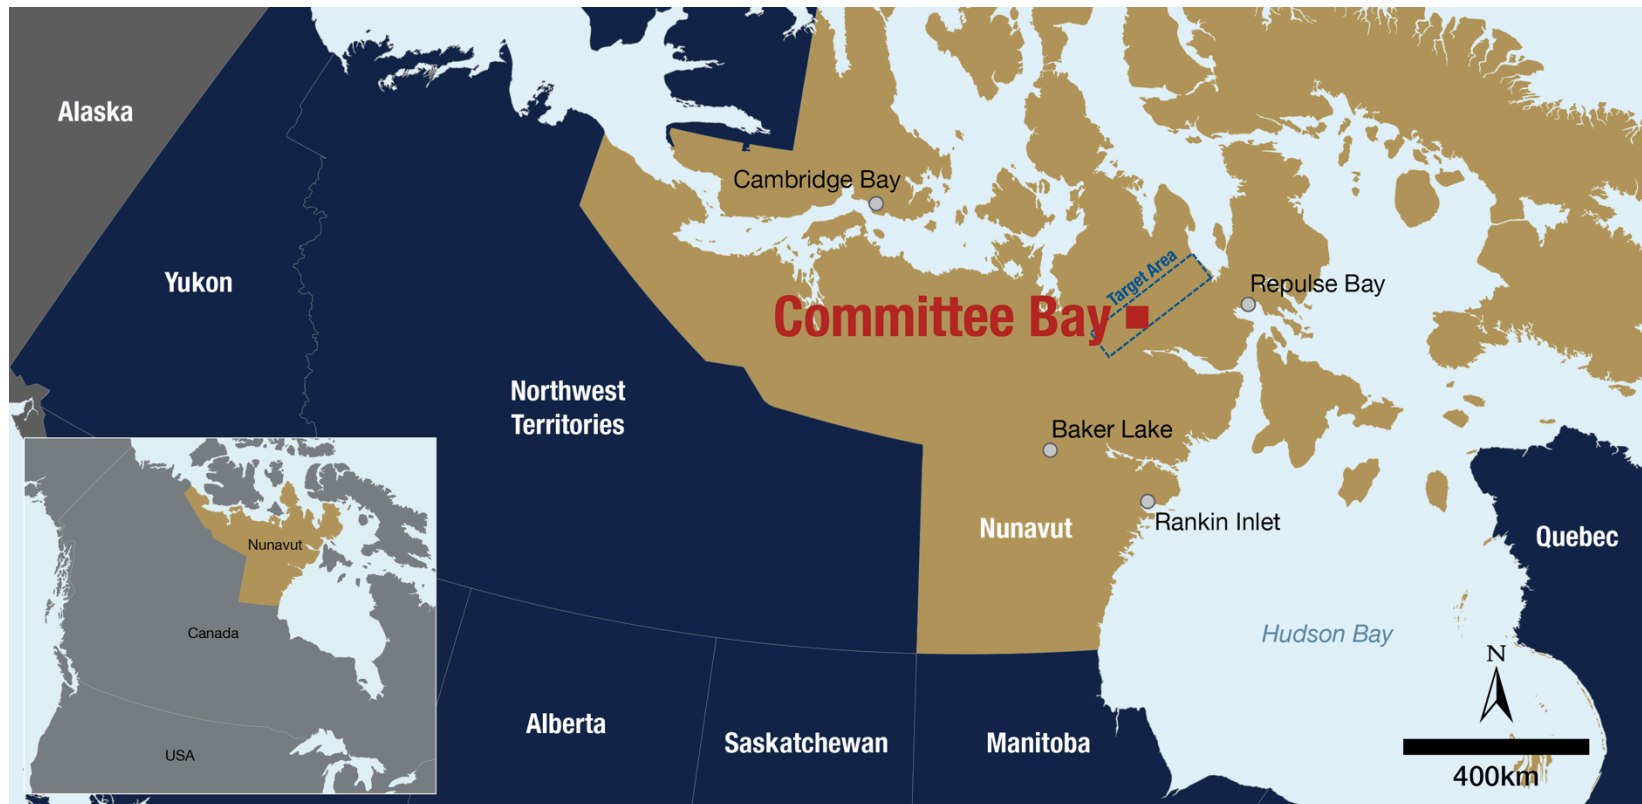 Alaska
Cambridge Bay
Yukon
Target Area
Repulse Bay
Committee Bay
Northwest
Territories
Baker Lake
Rankin Inlet
Nunavut
Quebec
Nunavut
Canada
Hudson Bay
N
Alberta
Saskatchewan
Manitoba
USA
400km